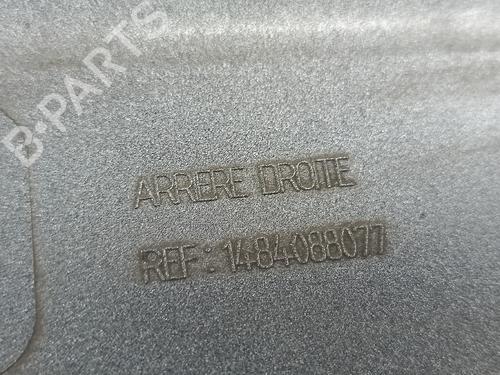 B-PARTS
ARRIERE DROITE
REF : 1484088077